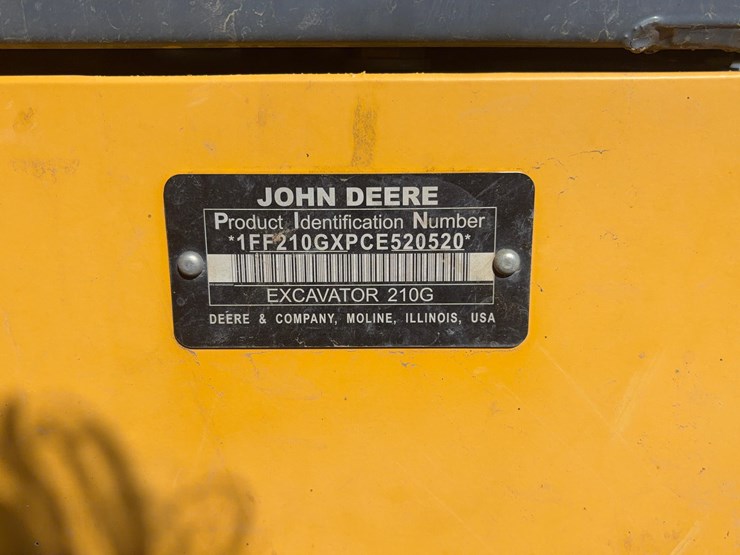 JOHN DEERE
Product Identification Number
*1FF210GXPCE520520*
EXCAVATOR 210G
DEERE & COMPANY, MOLINE, ILLINOIS, USA